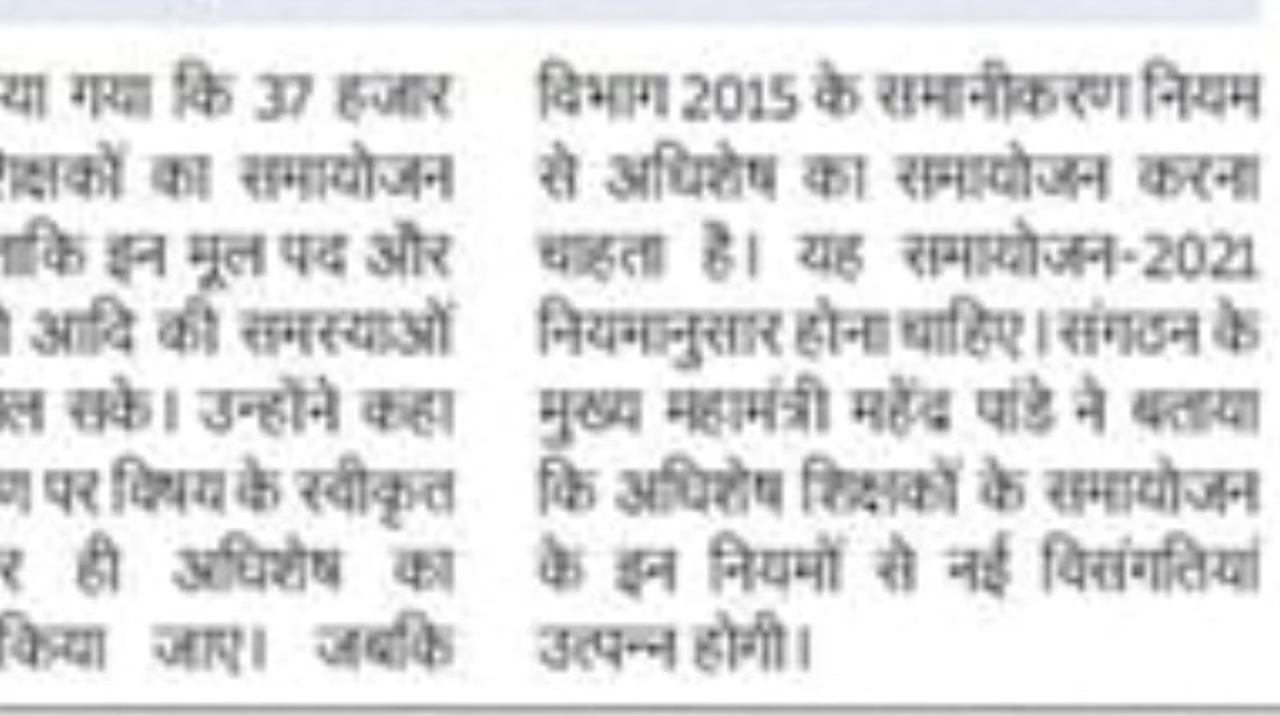 या गया कि 37 हजार
शिक्षकों का समायोजन
ताकि इन मूल पद और
आदि की समस्याओं
ल सके। उन्होंने कहा
ण पर विषय के स्वीकृत
र ही अधिशेष का
किया जाए। जबकि
विभाग 2015 के समानीकरण नियम
से अधिशेष का समायोजन करना
चाहता है। यह समायोजन-2021
नियमानुसार होना चाहिए। संगठन के
मुख्य महामंत्री महेंद्र पांडे ने बताया
कि अधिशेष शिक्षकों के समायोजन
के इन नियमों से नई विसंगतियां
उत्पन्न होगी।